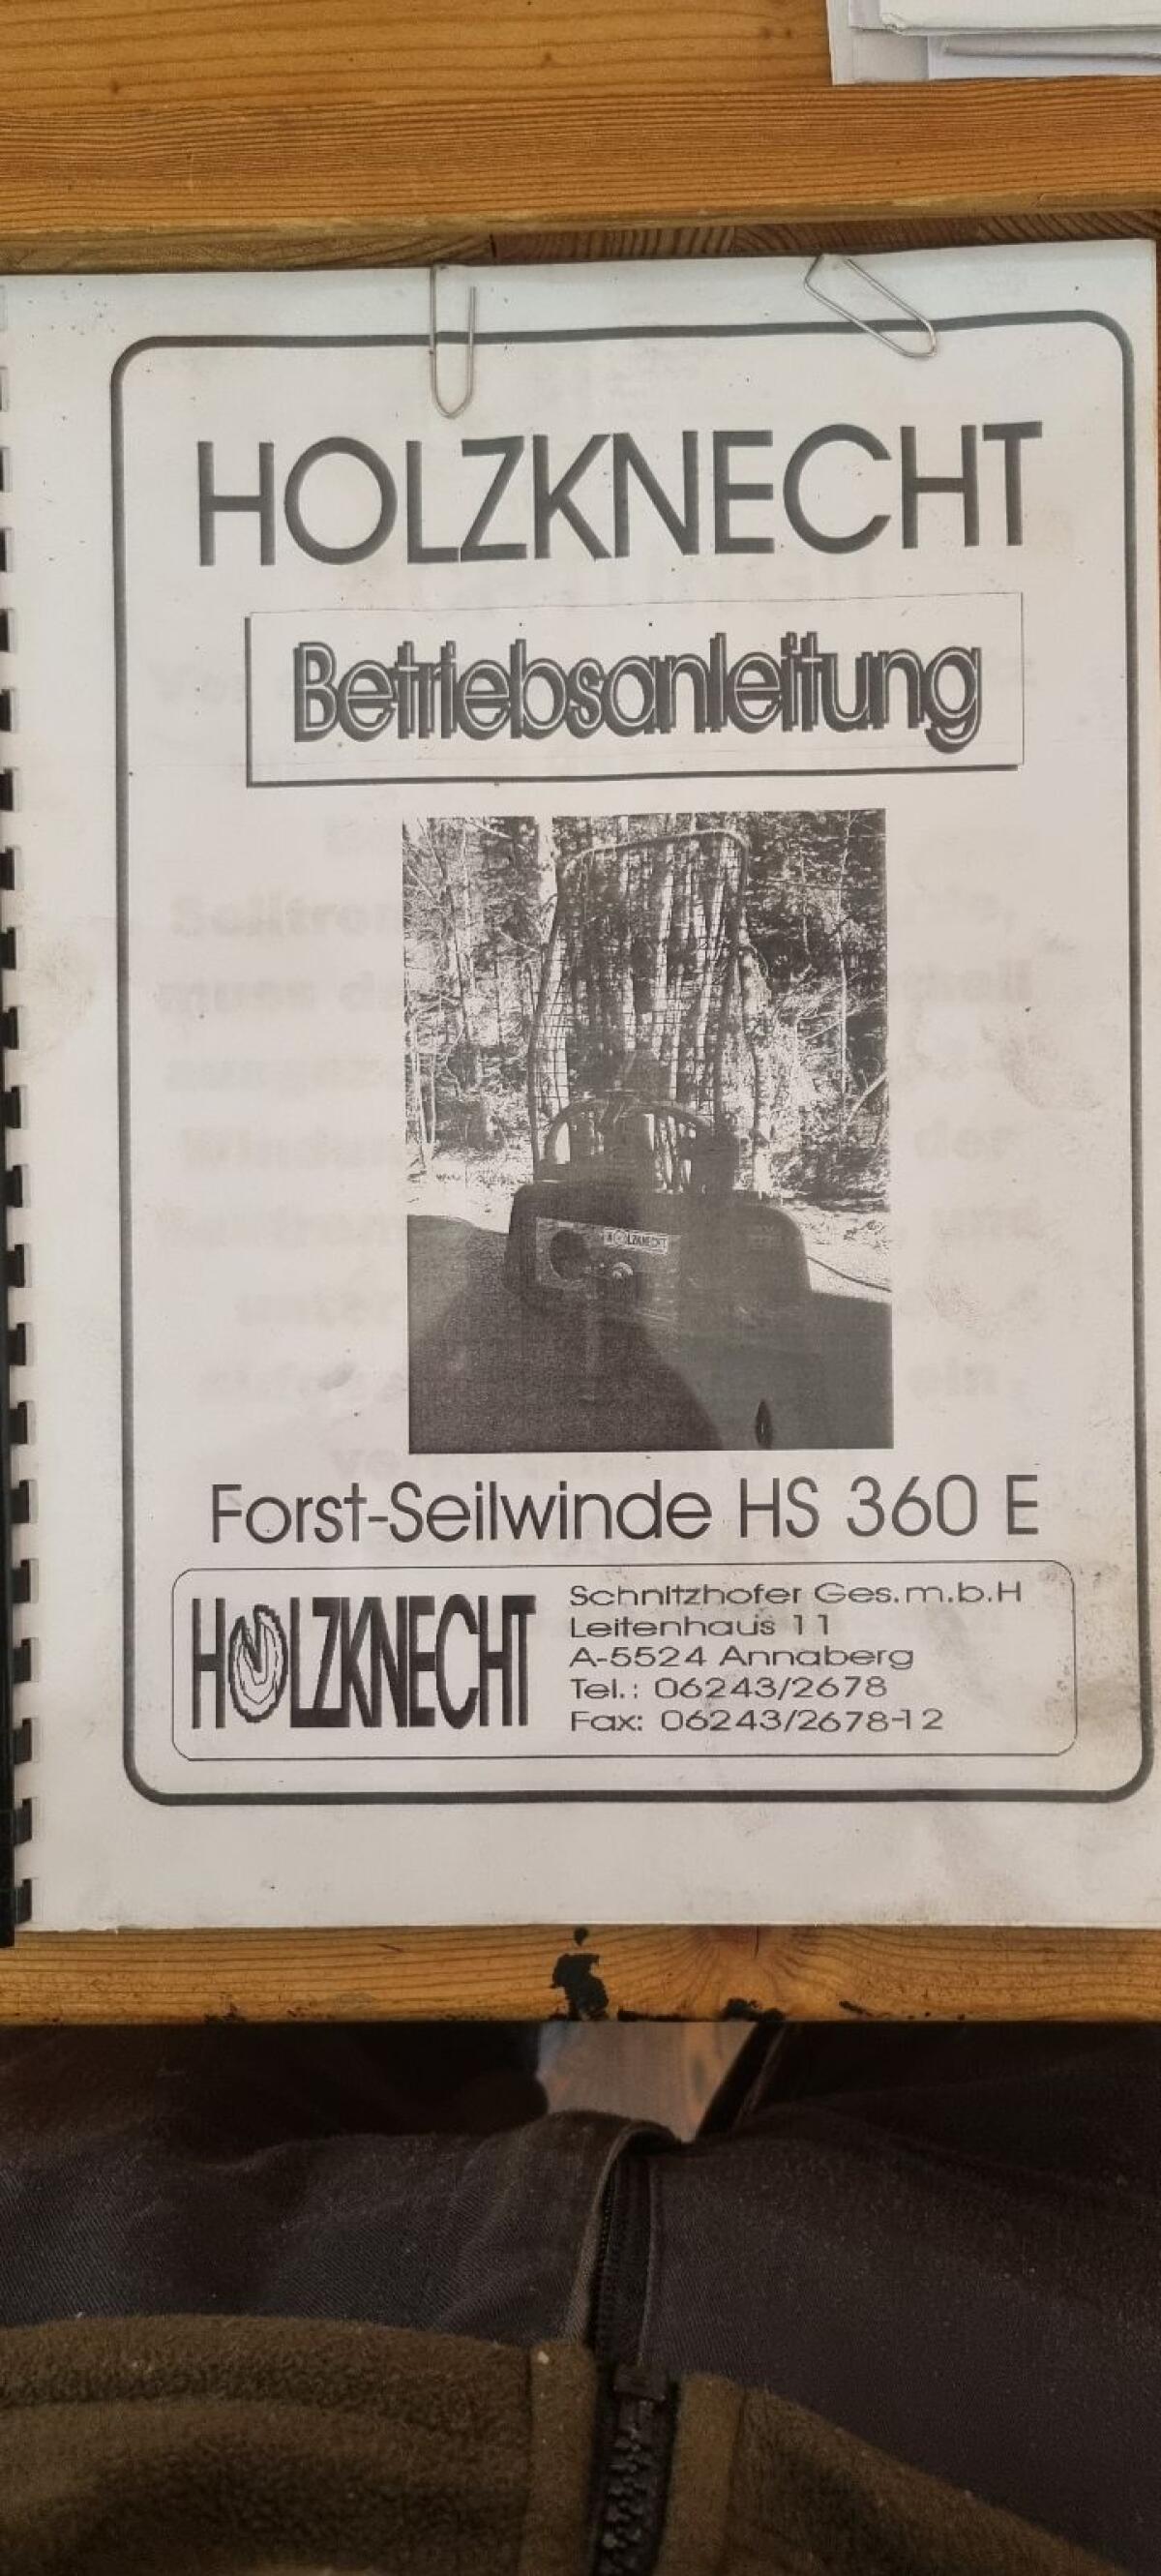 HOLZKNECHT
Betriebsanleitung
HOLZKNECHT
Forst-Seilwinde HS 360 E
HOLZKNECHT
Schnitzhofer Ges.m.b.H
Leitenhaus 11
A-5524 Annaberg
Tel.: 06243/2678
Fax: 06243/2678-12